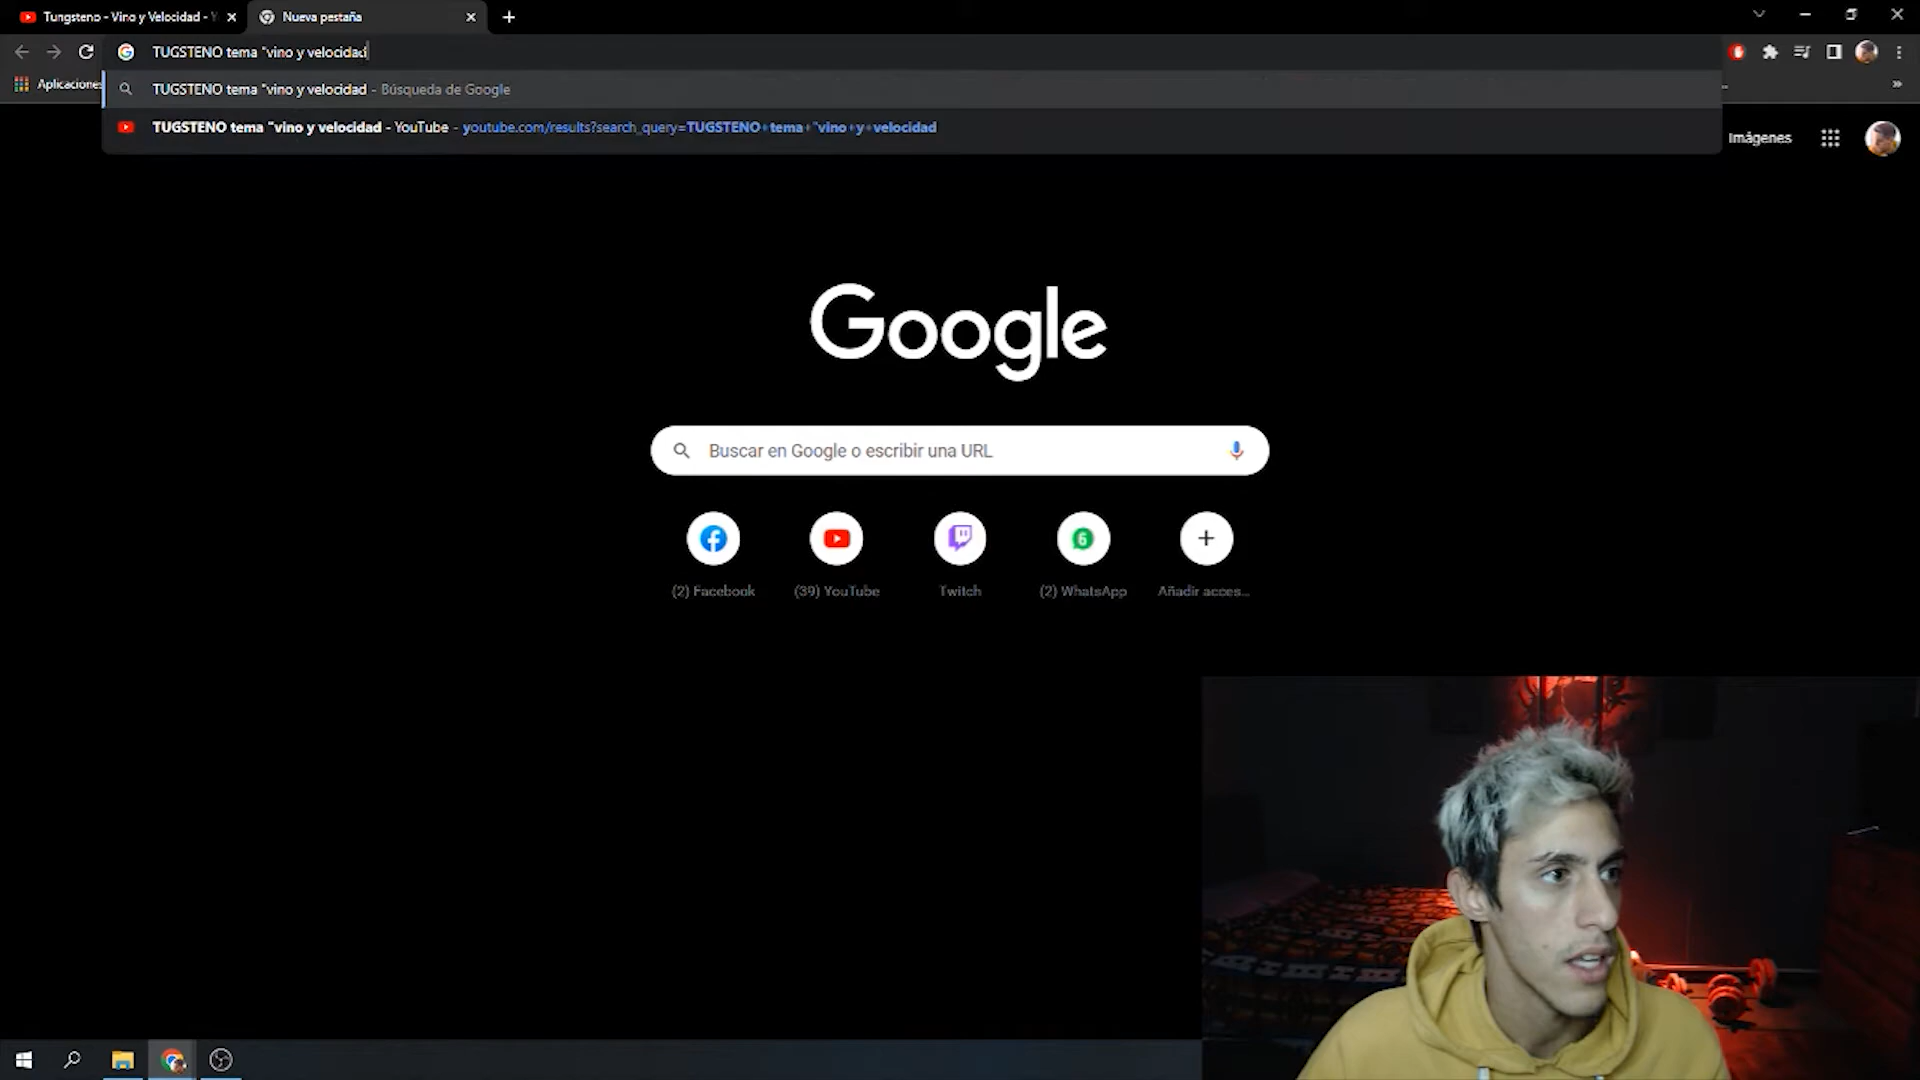 Tungsteno - Vino y Velocidad - Y
Nueva pestaña
TUGSTENO tema "vino y velocidad
Aplicaciones
TUGSTENO tema "vino y velocidad - Búsqueda de Google
TUGSTENO tema "vino y velocidad - YouTube - youtube.com/results?search_query=TUGSTENO+tema+"vino+y+velocidad
Imágenes
Google
Buscar en Google o escribir una URL
6
(2) Facebook
(39) YouTube
Twitch
(2) WhatsApp
Añadir acces...